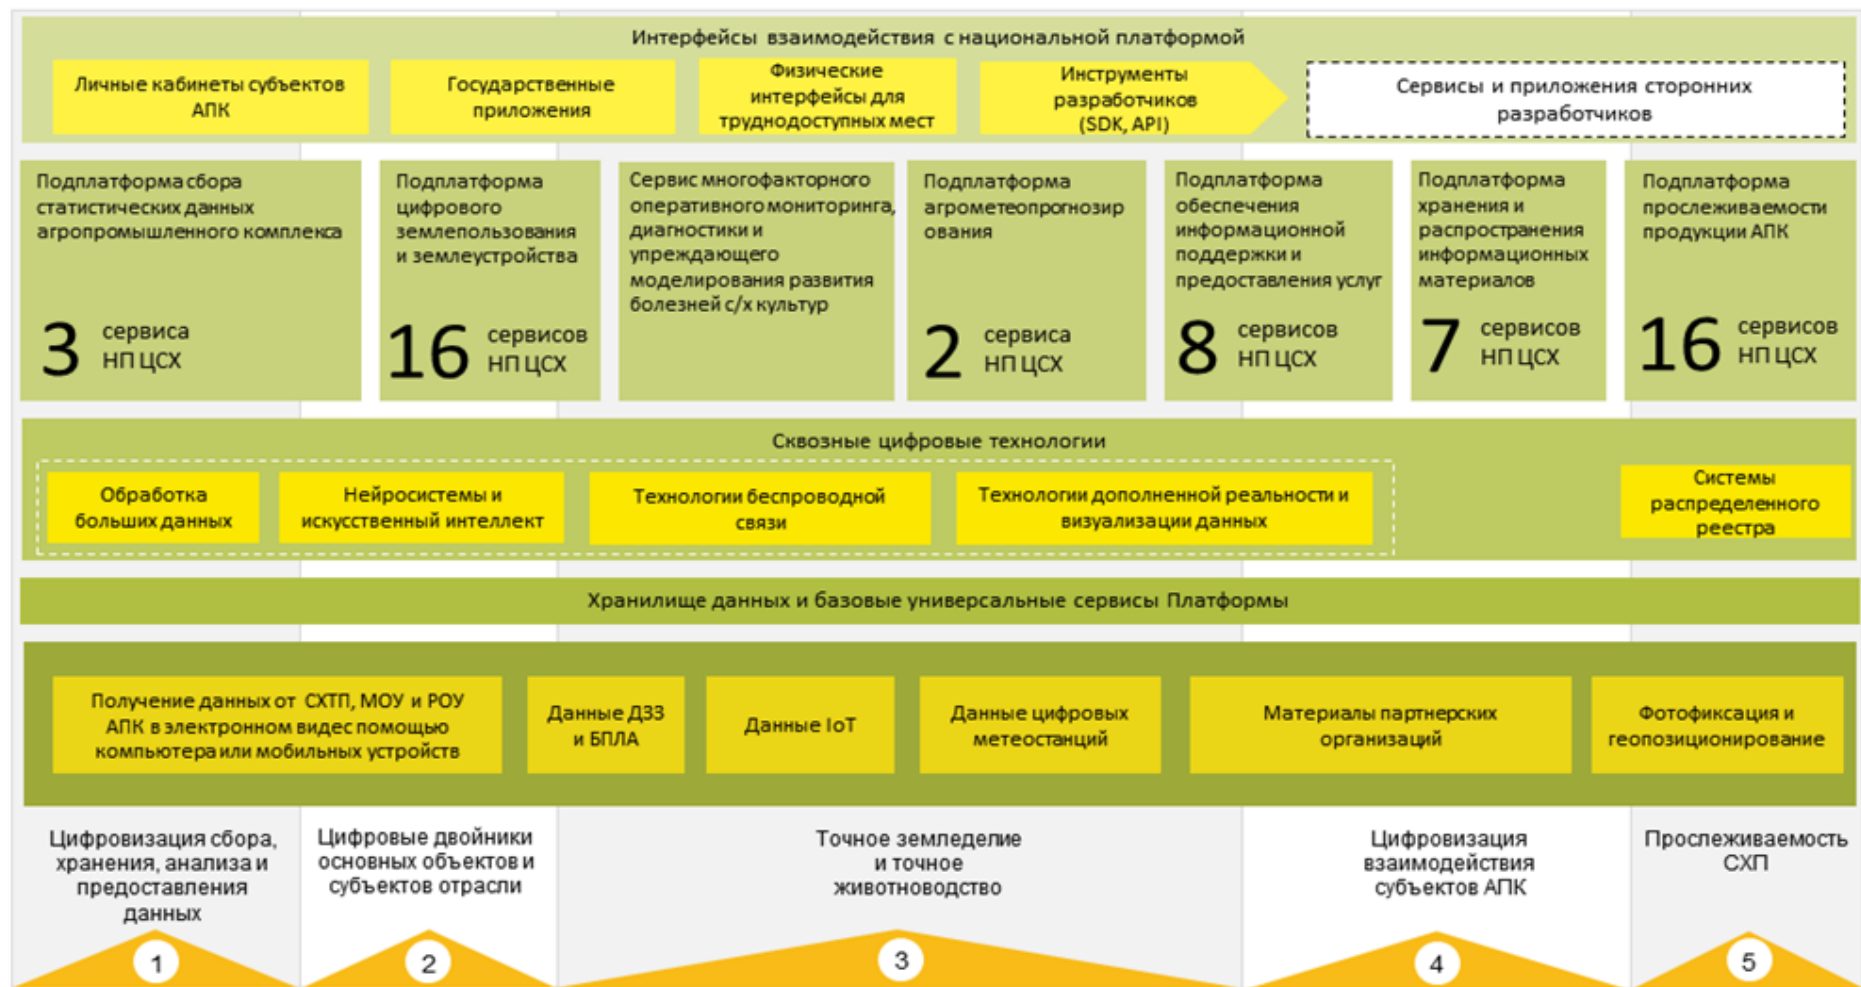 Интерфейсы взаимодействия с национальной платформой
Личные кабинеты субъектов
АПК
Государственные
приложения
Физические
интерфейсы для
труднодоступных мест
Инструменты
разработчиков
(SDK, API)
Сервисы и приложения сторонних
разработчиков
Подплатформа сбора
статистических данных
агропромышленного комплекса
3
сервиса
НП ЦСХ
Подплатформа
цифрового
землепользования
и землеустройства
16
сервисов
НП ЦСХ
Сервис многофакторного
оперативного мониторинга,
диагностики и
упреждающего
моделирования развития
болезней с/х культур
Подплатформа
агрометеопрогнозир
ования
2
сервиса
НП ЦСХ
Подплатформа
обеспечения
информационной
поддержки и
предоставления услуг
8
сервисов
НП ЦСХ
Подплатформа
хранения и
распространения
информационных
материалов
7
сервисов
НП ЦСХ
Подплатформа
прослеживаемости
продукции АПК
16
сервисов
НП ЦСХ
Сквозные цифровые технологии
Обработка
больших данных
Нейросистемы и
искусственный интеллект
Технологии беспроводной
связи
Технологии дополненной реальности и
визуализации данных
Системы
распределенного
реестра
Хранилище данных и базовые универсальные сервисы Платформы
Получение данных от СХТП, МОУ и РОУ
АПК в электронном видес помощью
компьютера или мобильных устройств
Данные ДЗЗ
и БПЛА
Данные IoT
Данные цифровых
метеостанций
Материалы партнерских
организаций
Фотофиксация и
геопозиционирование
Цифровизация сбора,
хранения, анализа и
предоставления
данных
1
Цифровые двойники
основных объектов и
субъектов отрасли
2
Точное земледелие
и точное
животноводство
3
Цифровизация
взаимодействия
субъектов АПК
4
Прослеживаемость
СХП
5